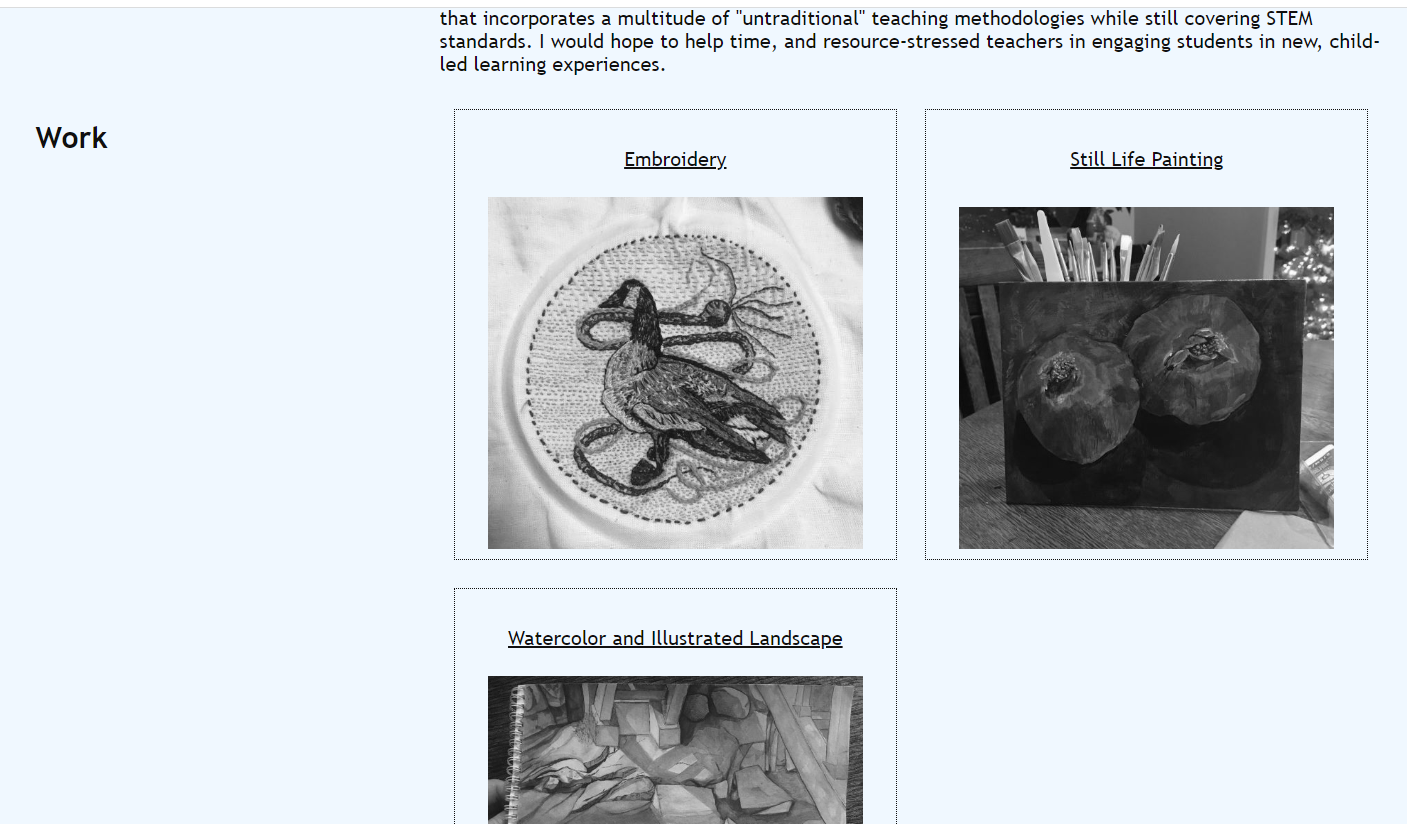 that incorporates a multitude of "untraditional" teaching methodologies while still covering STEM
standards. I would hope to help time, and resource-stressed teachers in engaging students in new, child-
led learning experiences.
Work
Embroidery
Still Life Painting
Watercolor and Illustrated Landscape